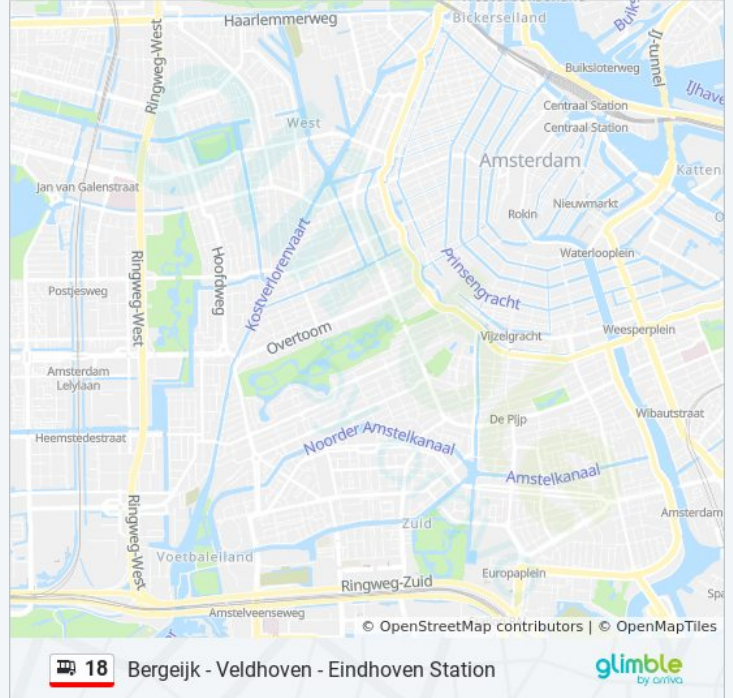 Haarlemmerweg
Bickerseiland
Ringweg-West
IJ-tunnel
Buiksloterweg
Centraal Station
Centraal Station
West
Amsterdam
Jan van Galenstraat
Rokin
Nieuwmarkt
Kostverlorenvaart
Hoofdweg
Waterlooplein
Ringweg-West
Prinsengracht
Postjesweg
Overtoom
Vijzelgracht
Weesperplein
Amsterdam
Lelylaan
De Pijp
Wibautstraat
Heemstedestraat
Noorder Amstelkanaal
Amstelkanaal
Ringweg-West
Amsterdam
Zuid
Voetbaleiland
Europaplein
Ringweg-Zuid
Amstelveenseweg
© OpenStreetMap contributors | © OpenMapTiles
18 Bergeijk - Veldhoven - Eindhoven Station
glimble
by arriva